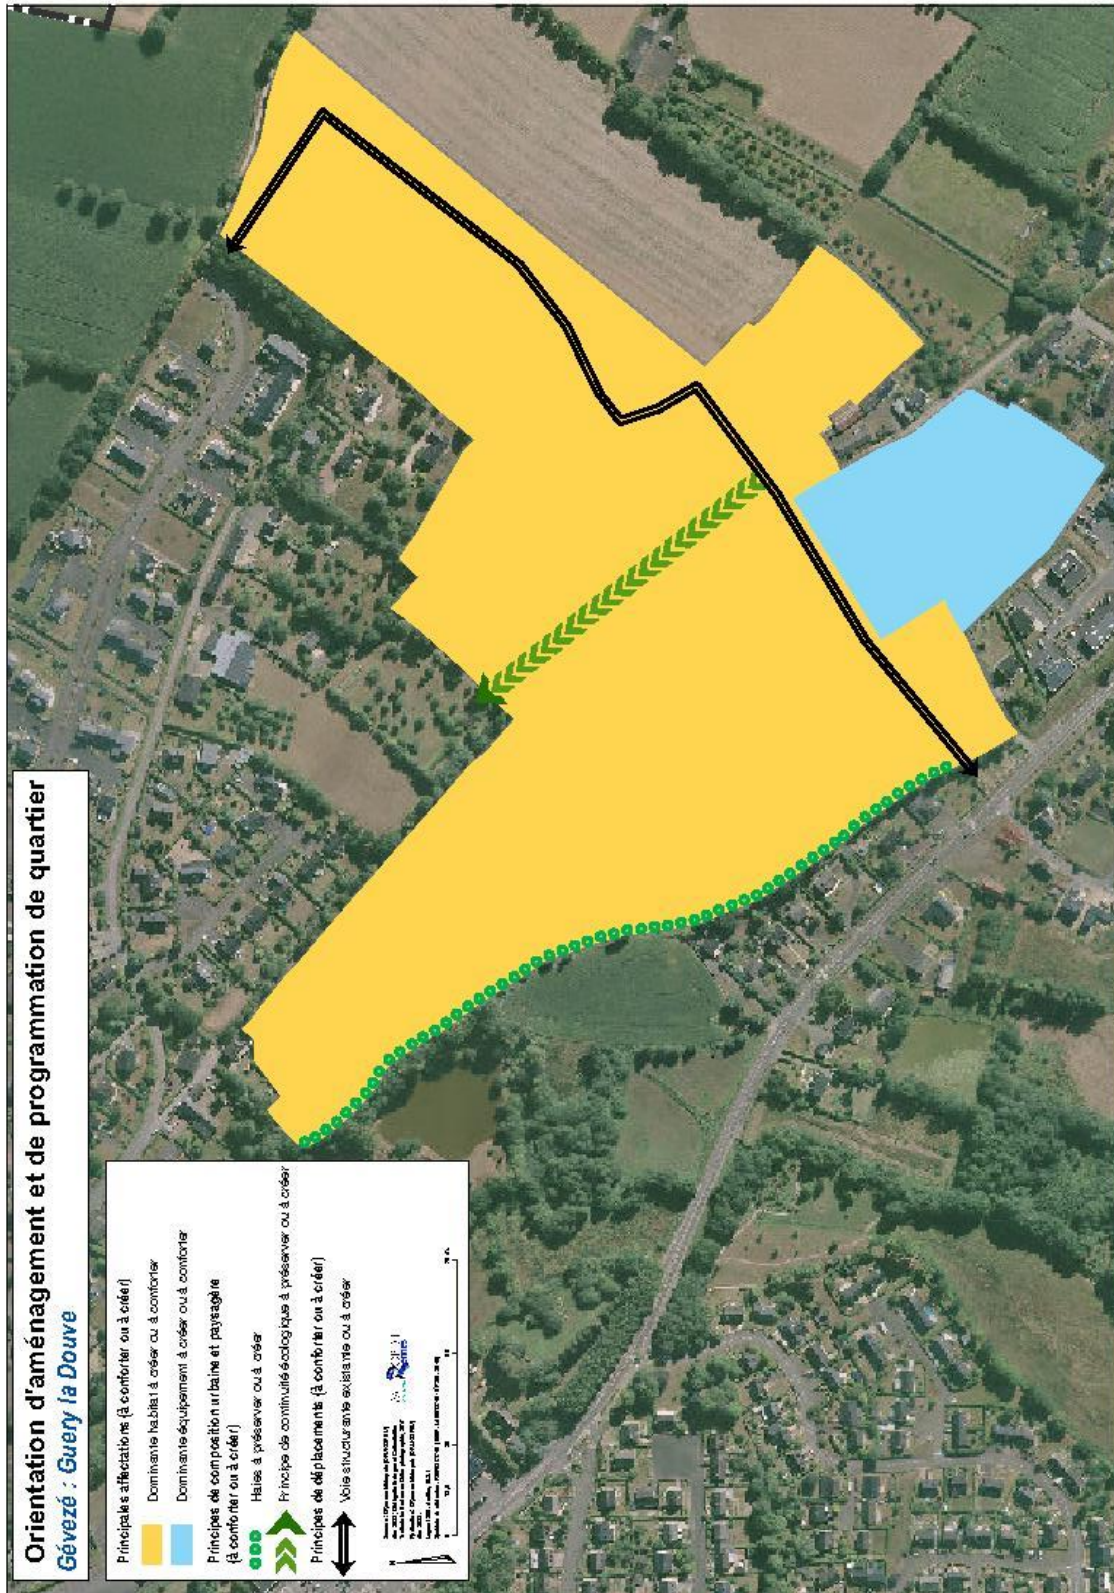 Orientation d'aménagement et de programmation de quartier
Gévezé : Guery la Douve
Principales affectations (à conforter ou à créer)
Dominante habitat à créer ou à conforter
Dominante équipement à créer ou à conforter
Principes de composition urbaine et paysagère
(à conforter ou à créer)
Haies à préserver ou à créer
Principe de continuité écologique à préserver ou à créer
Principes de déplacements (à conforter ou à créer)
Voie structurante existante ou à créer